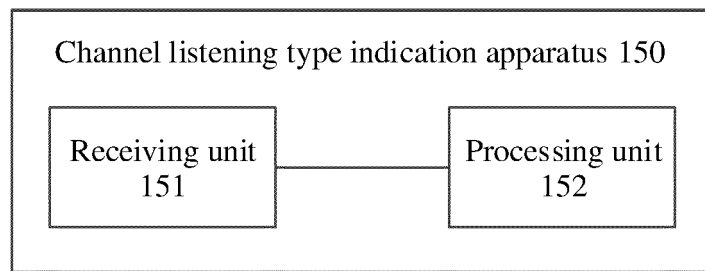 Channel listening type indication apparatus 150
Receiving unit
151
Processing unit
152